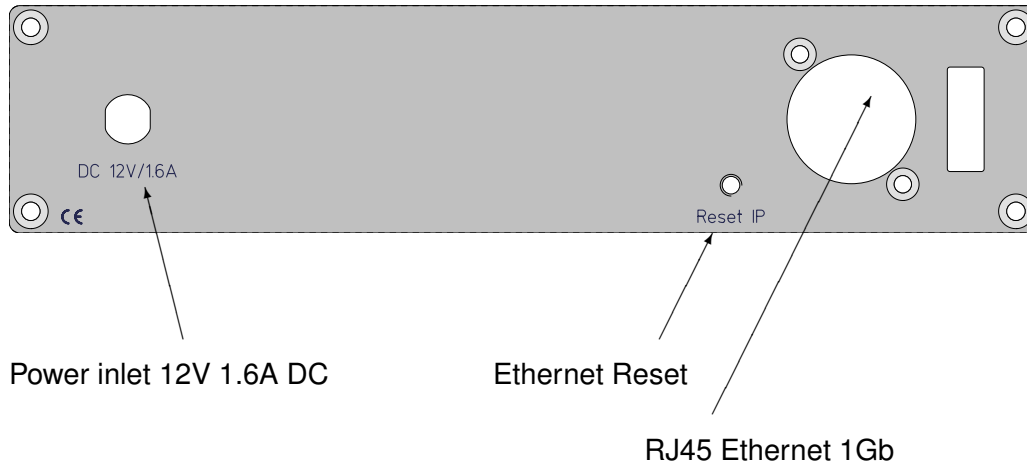 DC 12V/1.6A
CE
Reset IP
Power inlet 12V 1.6A DC
Ethernet Reset
RJ45 Ethernet 1Gb